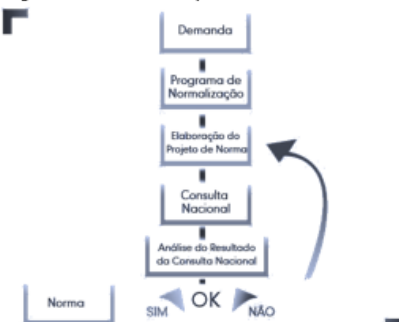 Demanda
Programa de
Normalização
Elaboração do
Projeto de Norma
Consulta
Nacional
Análise do Resultado
da Consulta Nacional
Norma
SIM
OK
NÃO